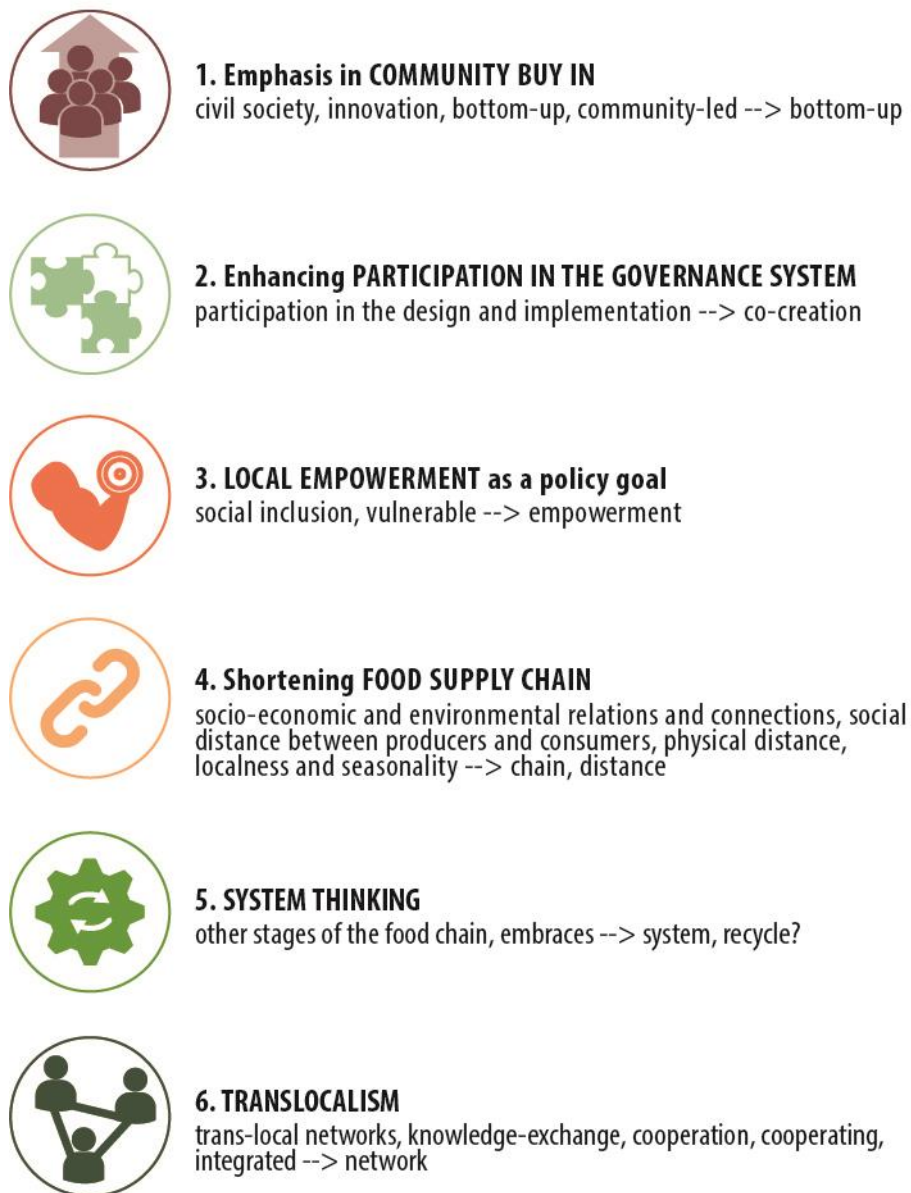 1. Emphasis in COMMUNITY BUY IN
civil society, innovation, bottom-up, community-led --> bottom-up
2. Enhancing PARTICIPATION IN THE GOVERNANCE SYSTEM
participation in the design and implementation --> co-creation
3. LOCAL EMPOWERMENT as a policy goal
social inclusion, vulnerable --> empowerment
4. Shortening FOOD SUPPLY CHAIN
socio-economic and environmental relations and connections, social
distance between producers and consumers, physical distance,
localness and seasonality --> chain, distance
5. SYSTEM THINKING
other stages of the food chain, embraces --> system, recycle?
6. TRANSLOCALISM
trans-local networks, knowledge-exchange, cooperation, cooperating,
integrated --> network